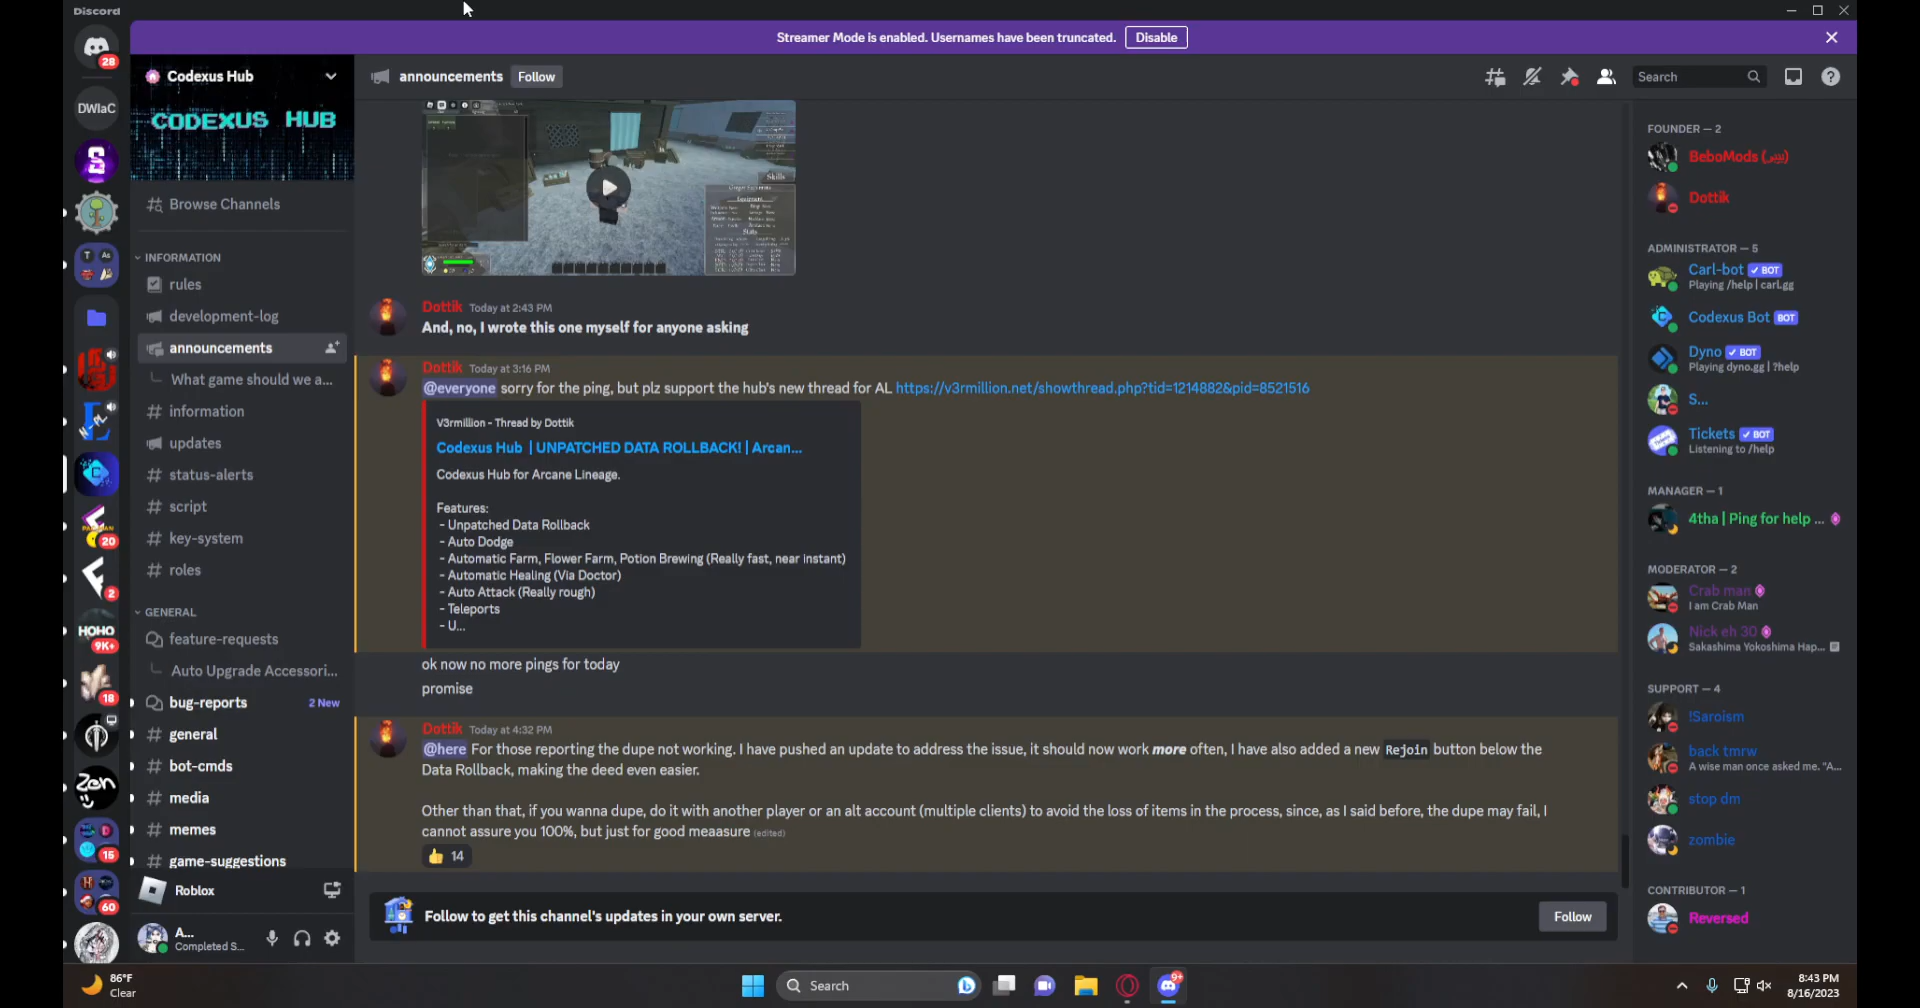 Discord
Streamer Mode is enabled. Usernames have been truncated.
Disable
28
DWlaC
20
2
HOHO
9K+
18
zen
15
60
Codexus Hub
CODEXUS HUB
Browse Channels
INFORMATION
rules
development-log
announcements
What game should we a...
information
updates
status-alerts
script
key-system
roles
GENERAL
feature-requests
Auto Upgrade Accessori...
bug-reports
2 New
general
bot-cmds
media
memes
game-suggestions
Roblox
A...
Completed S...
announcements
Follow
Search
Skills
Stats
Dottik Today at 2:43 PM
And, no, I wrote this one myself for anyone asking
Dottik Today at 3:16 PM
@everyone sorry for the ping, but plz support the hub's new thread for AL https://v3rmillion.net/showthread.php?tid=1214882&pid=8521516
V3rmillion - Thread by Dottik
Codexus Hub | UNPATCHED DATA ROLLBACK! | Arcan...
Codexus Hub for Arcane Lineage.
Features:
- Unpatched Data Rollback
- Auto Dodge
- Automatic Farm, Flower Farm, Potion Brewing (Really fast, near instant)
- Automatic Healing (Via Doctor)
- Auto Attack (Really rough)
- Teleports
- U...
ok now no more pings for today
promise
Dottik Today at 4:32 PM
@here For those reporting the dupe not working. I have pushed an update to address the issue, it should now work more often, I have also added a new Rejoin button below the
Data Rollback, making the deed even easier.
Other than that, if you wanna dupe, do it with another player or an alt account (multiple clients) to avoid the loss of items in the process, since, as I said before, the dupe may fail, I
cannot assure you 100%, but just for good meaasure (edited)
14
Follow to get this channel's updates in your own server.
Follow
FOUNDER — 2
BeboMods
Dottik
ADMINISTRATOR — 5
Carl-bot BOT
Playing /help | carl.gg
Codexus Bot BOT
Dyno BOT
Playing dyno.gg | ?help
S...
Tickets BOT
Listening to /help
MANAGER — 1
4tha | Ping for help ...
MODERATOR — 2
Crab man
I am Crab Man
Nick eh 30
Sakashima Yokoshima Hap...
SUPPORT — 4
!Saroism
back tmrw
A wise man once asked me. "A...
stop dm
zombie
CONTRIBUTOR — 1
Reversed
86°F
Clear
Search
9+
8:43 PM
8/16/2023